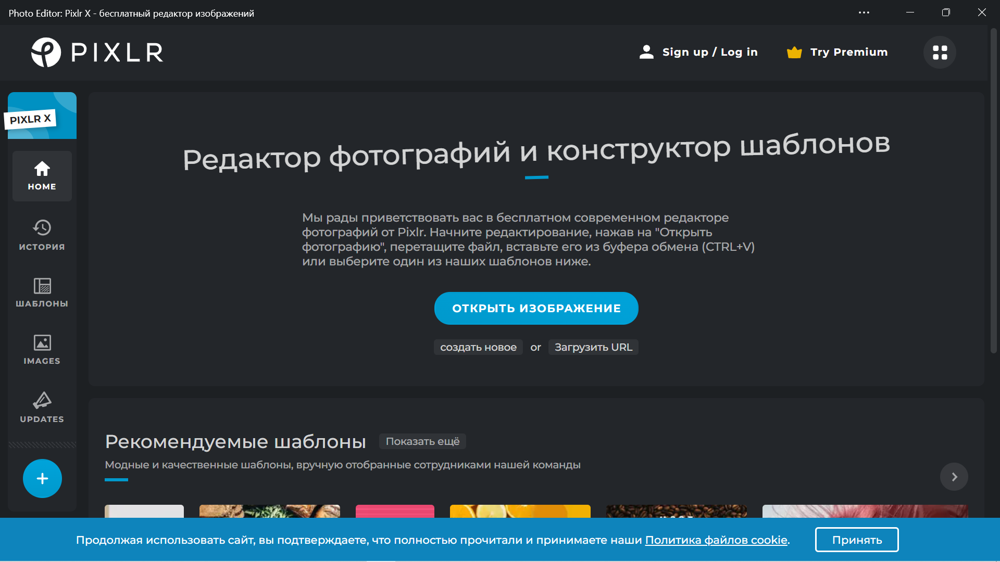 Photo Editor: Pixlr X - бесплатный редактор изображений
PIXLR
Sign up / Log in
Try Premium
PIXLR X
HOME
ИСТОРИЯ
ШАБЛОНЫ
IMAGES
UPDATES
Редактор фотографий и конструктор шаблонов
Мы рады приветствовать вас в бесплатном современном редакторе
фотографий от Pixlr. Начните редактирование, нажав на "Открыть
фотографию", перетащите файл, вставьте его из буфера обмена (CTRL+V)
или выберите один из наших шаблонов ниже.
ОТКРЫТЬ ИЗОБРАЖЕНИЕ
создать новое or Загрузить URL
Рекомендуемые шаблоны
Показать ещё
Модные и качественные шаблоны, вручную отобранные сотрудниками нашей команды
Продолжая использовать сайт, вы подтверждаете, что полностью прочитали и принимаете наши Политика файлов cookie.
Принять